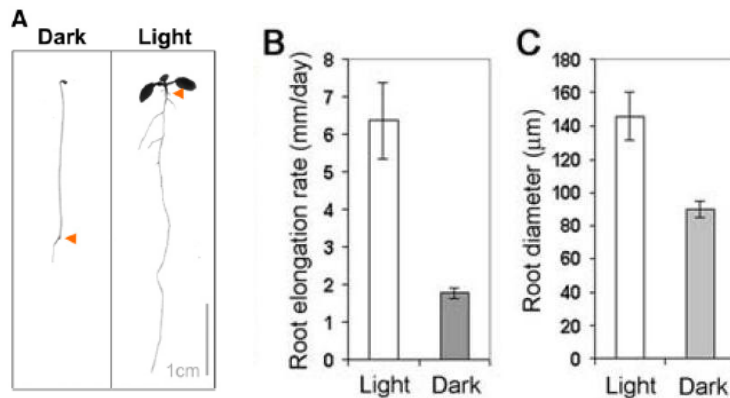 A
Dark Light
1cm
B
Root elongation rate (mm/day)
8
7
6
5
4
3
2
1
0
Light Dark
C
Root diameter (μm)
180
160
140
120
100
80
60
40
20
0
Light Dark